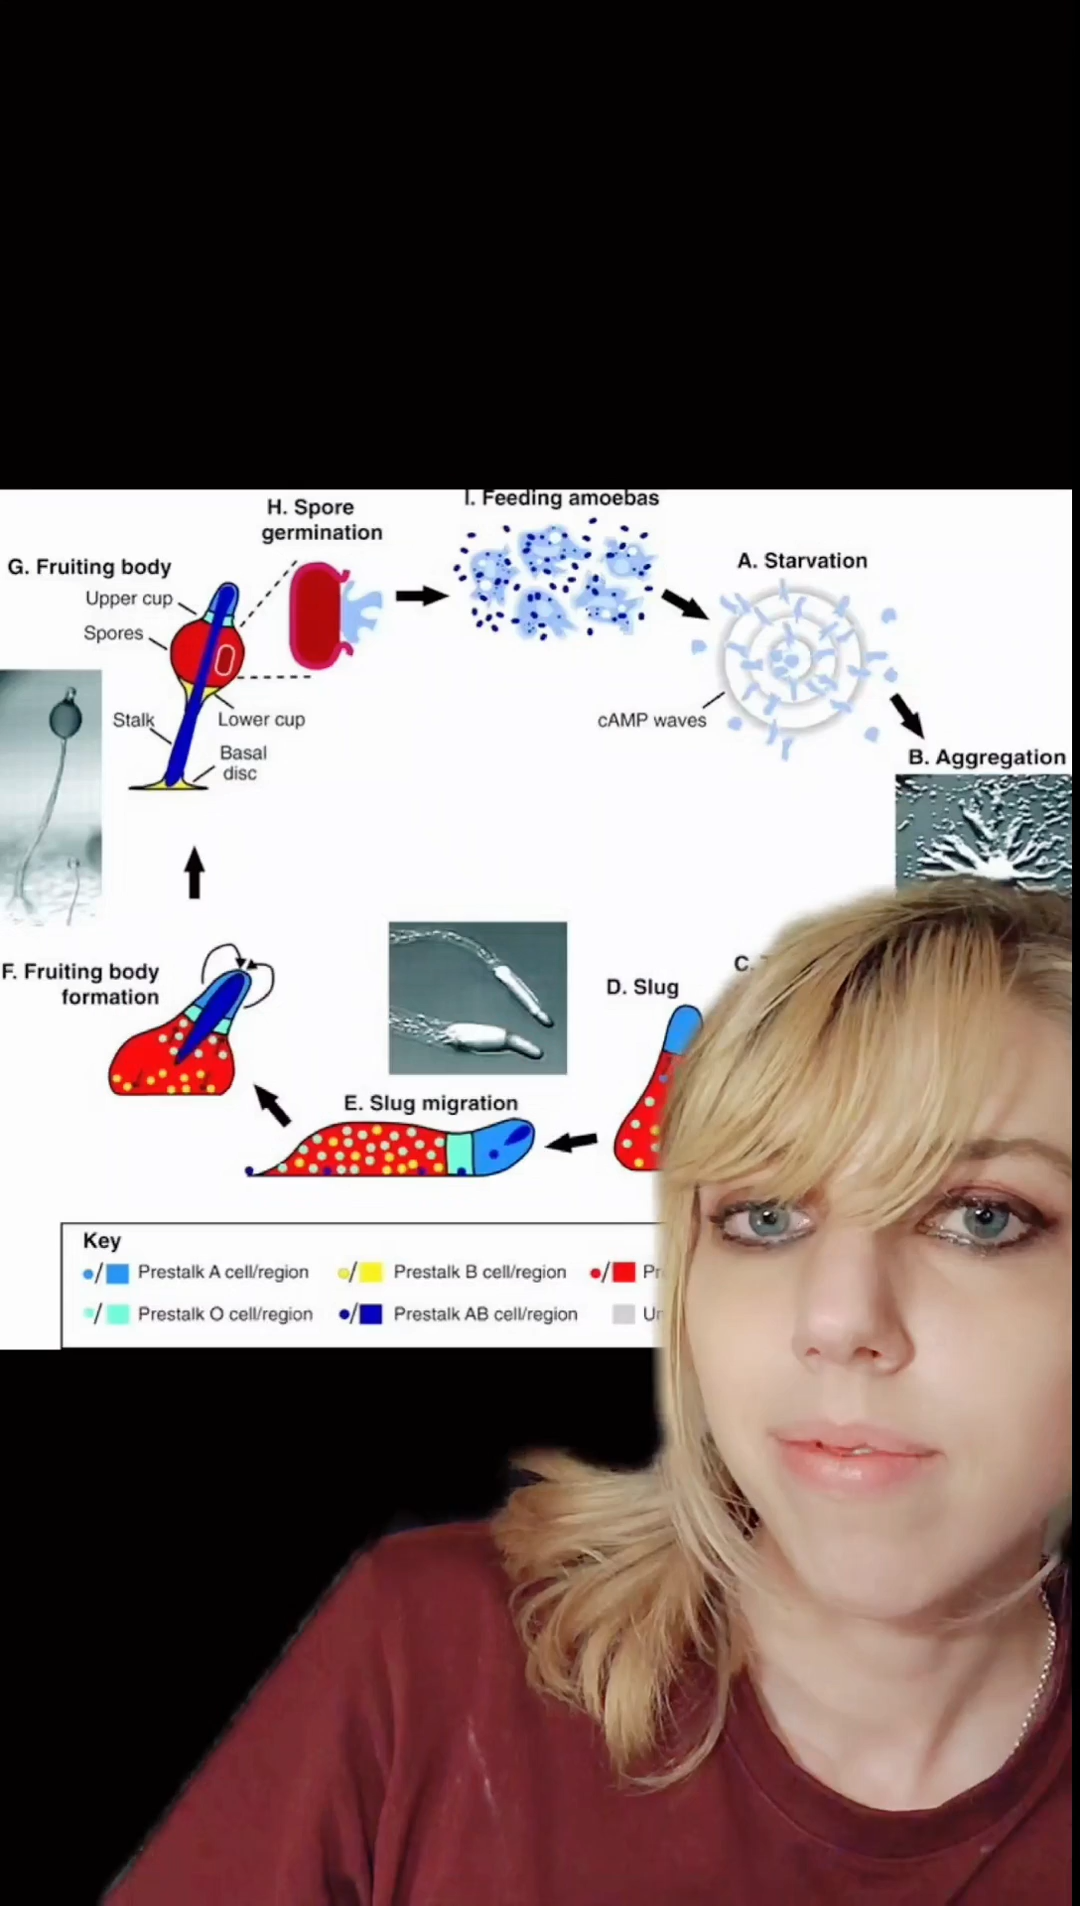 I. Feeding amoebas
H. Spore
germination
A. Starvation
G. Fruiting body
Upper cup
Spores
Stalk
Lower cup
Basal
disc
cAMP waves
B. Aggregation
C.
D. Slug
F. Fruiting body
formation
E. Slug migration
Key
Prestalk A cell/region
Prestalk B cell/region
Prestalk O cell/region
Prestalk AB cell/region